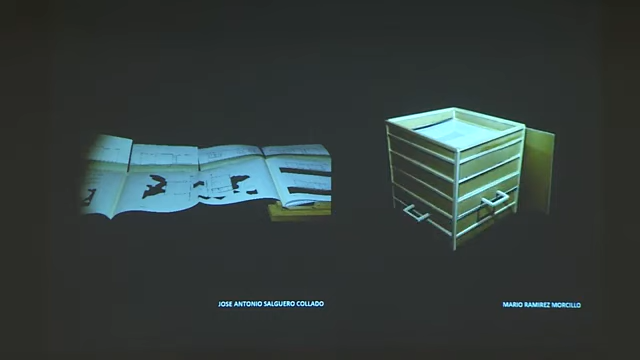 JOSE ANTONIO SALGUERO COLLADO
MARIO RAMIREZ MORCILLO